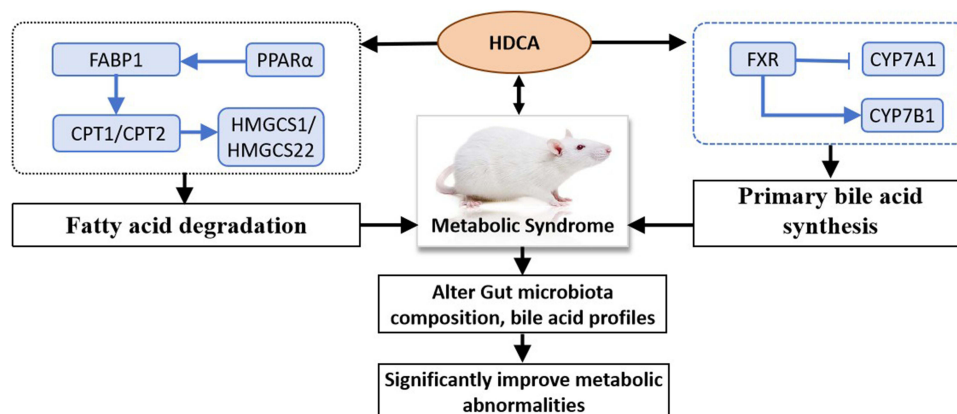 HDCA
FABP1
PPARα
CPT1/CPT2
HMGCS1/
HMGCS22
FXR
CYP7A1
CYP7B1
Fatty acid degradation
Metabolic Syndrome
Primary bile acid
synthesis
Alter Gut microbiota
composition, bile acid profiles
Significantly improve metabolic
abnormalities